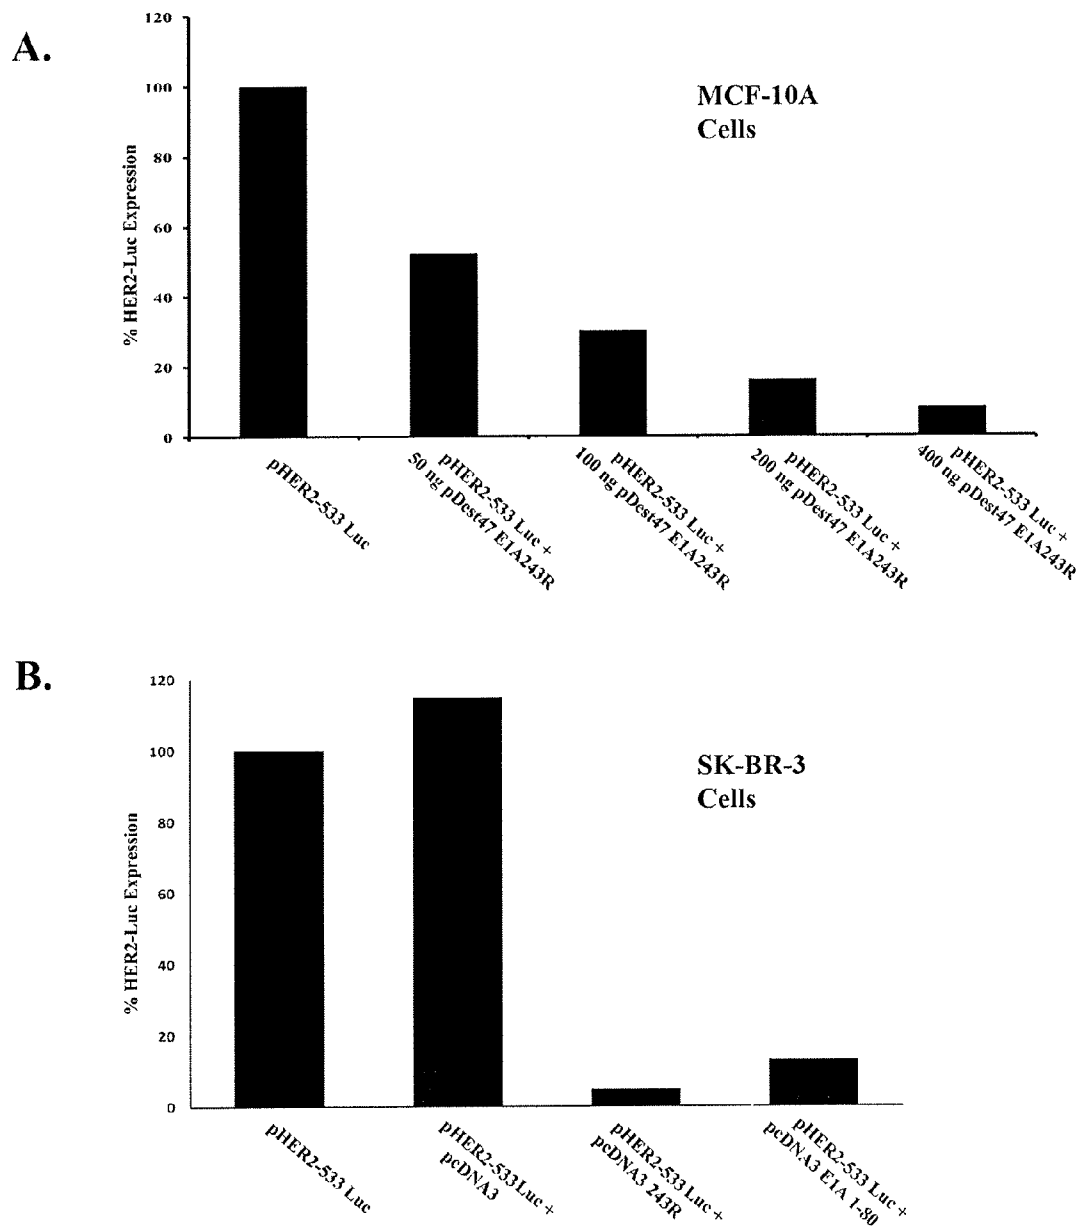 A.
120
100
80
60
40
20
0
% HER2-Luc Expression
MCF-10A
Cells
pHER2-533 Luc
pHER2-533 Luc +
50 ng pDest47 E1A243R
pHER2-533 Luc +
100 ng pDest47 E1A243R
pHER2-533 Luc +
200 ng pDest47 E1A243R
pHER2-533 Luc +
400 ng pDest47 E1A243R
B.
120
100
80
60
40
20
0
% HER2-Luc Expression
SK-BR-3
Cells
pHER2-533 Luc
pHER2-533Luc +
pcDNA3
pHER2-533 Luc +
pcDNA3 243R
pHER2-533 Luc +
pcDNA3 E1A 1-80